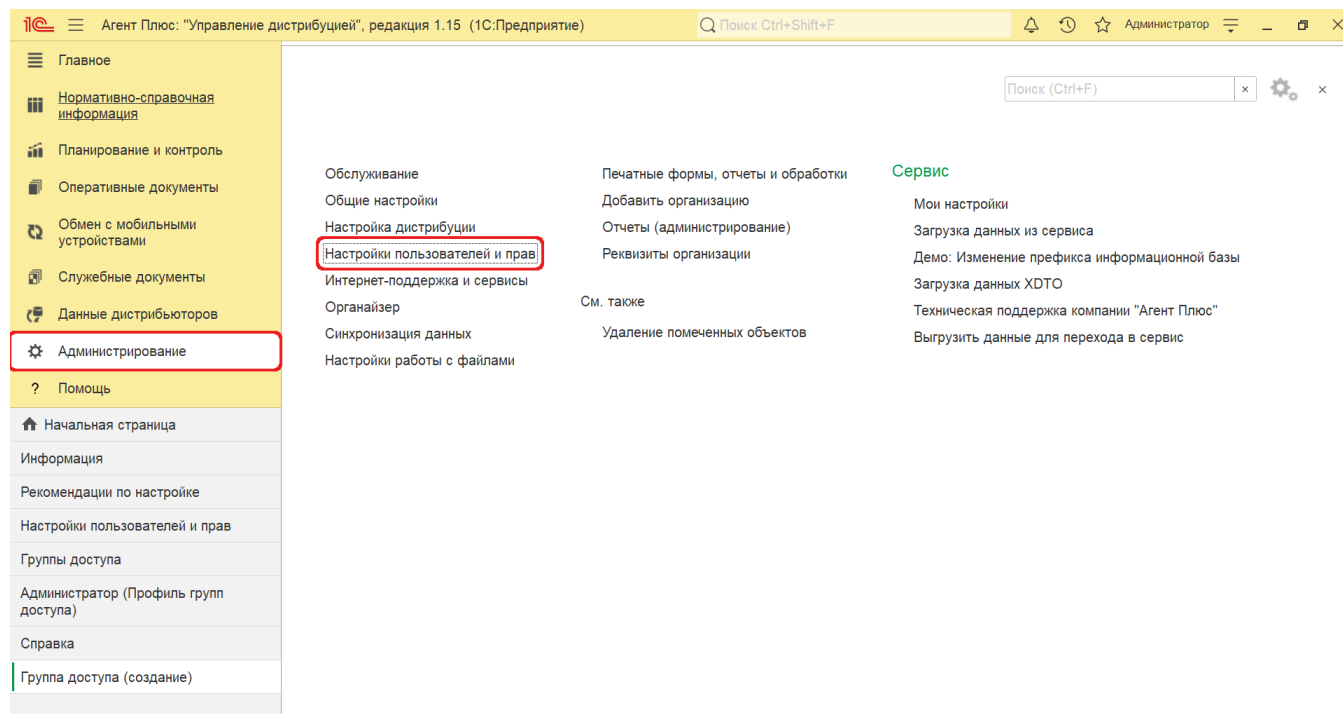 1С Агент Плюс: "Управление дистрибуцией", редакция 1.15 (1С:Предприятие)
Поиск Ctrl+Shift+F
Администратор
Главное
Нормативно-справочная
информация
Планирование и контроль
Оперативные документы
Обмен с мобильными
устройствами
Служебные документы
Данные дистрибьюторов
Администрирование
? Помощь
Начальная страница
Информация
Рекомендации по настройке
Настройки пользователей и прав
Группы доступа
Администратор (Профиль групп
доступа)
Справка
Группа доступа (создание)
Поиск (Ctrl+F)
Обслуживание
Общие настройки
Настройка дистрибуции
Настройки пользователей и прав
Интернет-поддержка и сервисы
Органайзер
Синхронизация данных
Настройки работы с файлами
Печатные формы, отчеты и обработки
Добавить организацию
Отчеты (администрирование)
Реквизиты организации
См. также
Удаление помеченных объектов
Сервис
Мои настройки
Загрузка данных из сервиса
Демо: Изменение префикса информационной базы
Загрузка данных XDTO
Техническая поддержка компании "Агент Плюс"
Выгрузить данные для перехода в сервис